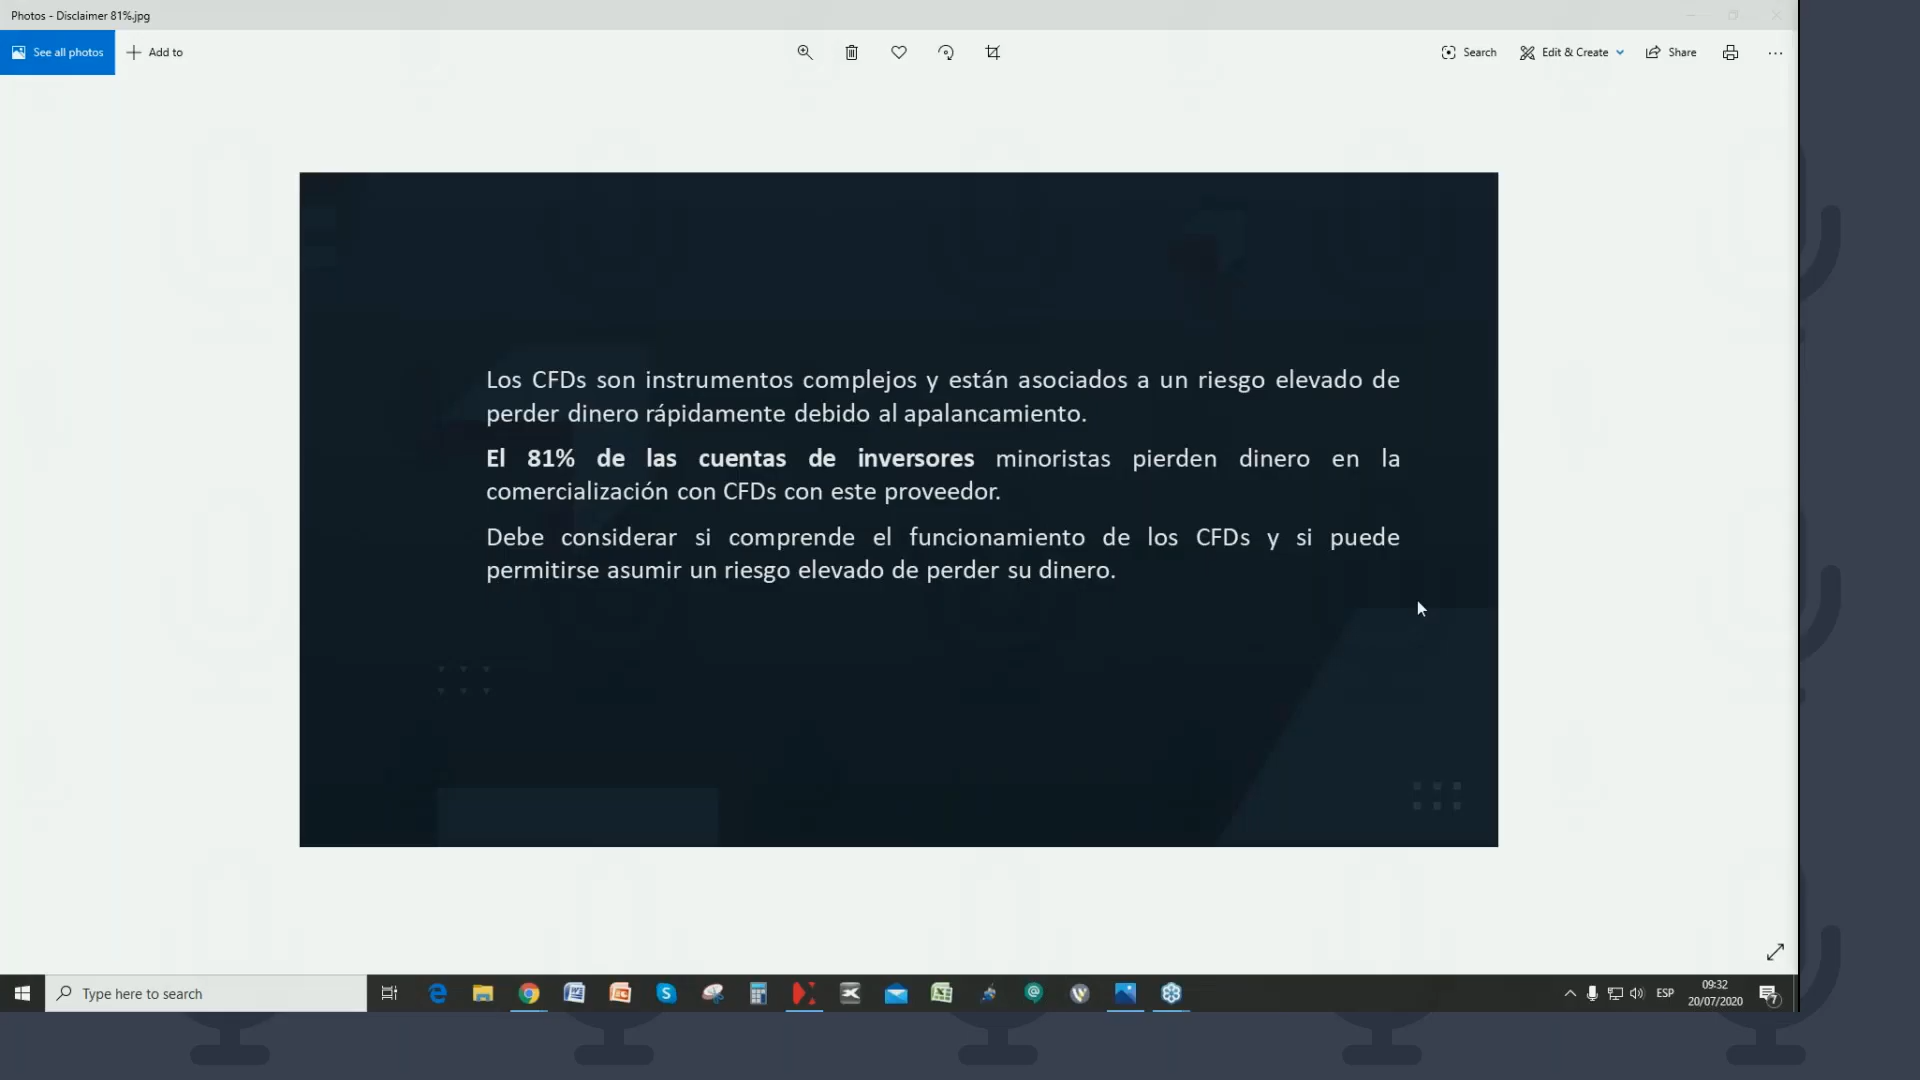 Photos - Disclaimer 81%.jpg
See all photos
Add to
Search
Edit & Create
Share
Los CFDs son instrumentos complejos y están asociados a un riesgo elevado de
perder dinero rápidamente debido al apalancamiento.
El 81% de las cuentas de inversores minoristas pierden dinero en la
comercialización con CFDs con este proveedor.
Debe considerar si comprende el funcionamiento de los CFDs y si puede
permitirse asumir un riesgo elevado de perder su dinero.
Type here to search
ESP
09:32
20/07/2020
7